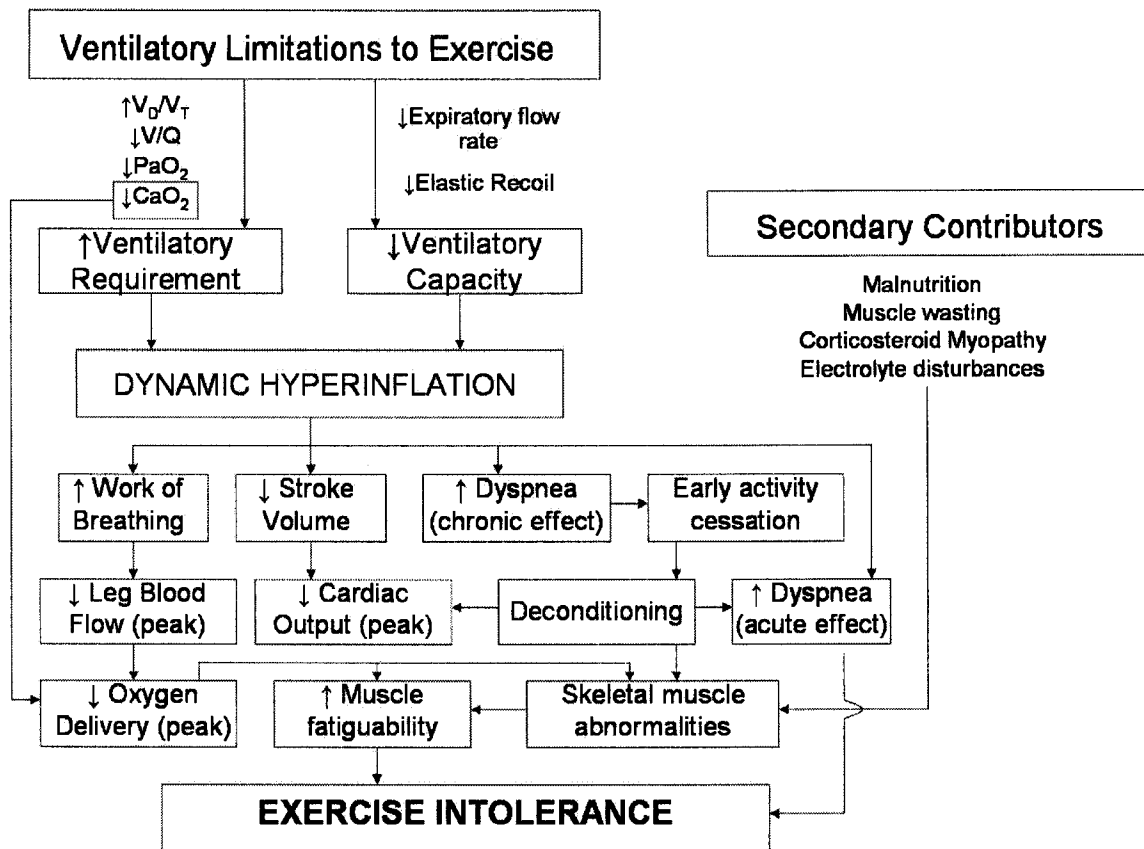 Ventilatory Limitations to Exercise
↑V_D/V_T
↓V/Q
↓PaO₂
↓CaO₂
↓Expiratory flow
rate
↓Elastic Recoil
↑Ventilatory
Requirement
↓Ventilatory
Capacity
Secondary Contributors
Malnutrition
Muscle wasting
Corticosteroid Myopathy
Electrolyte disturbances
DYNAMIC HYPERINFLATION
↑ Work of
Breathing
↓ Stroke
Volume
↑ Dyspnea
(chronic effect)
Early activity
cessation
↓ Leg Blood
Flow (peak)
↓ Cardiac
Output (peak)
Deconditioning
↑ Dyspnea
(acute effect)
↓ Oxygen
Delivery (peak)
↑ Muscle
fatiguability
Skeletal muscle
abnormalities
EXERCISE INTOLERANCE